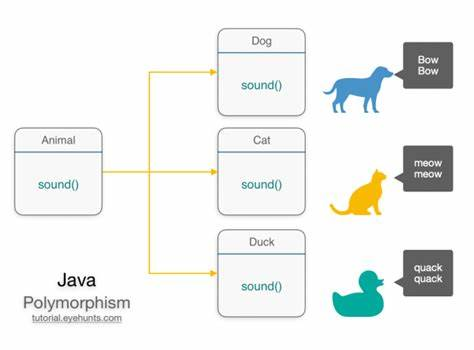 Dog
sound()
Bow
Bow
Animal
sound()
Cat
sound()
meow
meow
Duck
sound()
quack
quack
Java
Polymorphism
tutorial.eyehunts.com